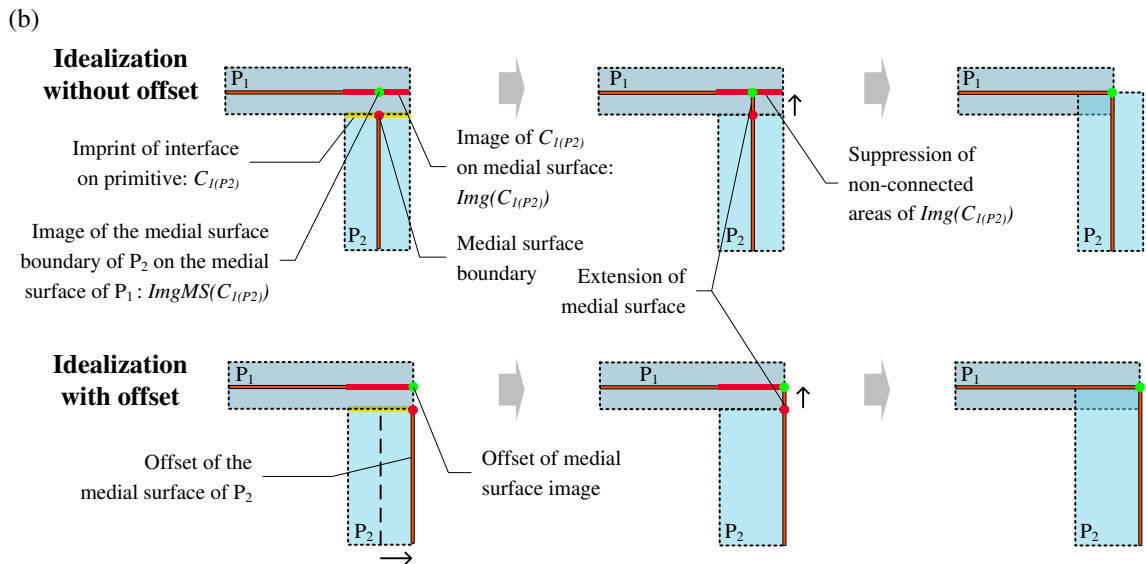 (b)
Idealization
without offset
P1
P1
P1
Imprint of interface
on primitive: C1(P2)
Image of C1(P2)
on medial surface:
Img(C1(P2))
Suppression of
non-connected
areas of Img(C1(P2))
Image of the medial surface
boundary of P2 on the medial
surface of P1 : ImgMS(C1(P2))
P2
Medial surface
boundary
P2
P2
Extension of
medial surface
Idealization
with offset
P1
P1
P1
Offset of the
medial surface of P2
Offset of medial
surface image
P2
P2
P2